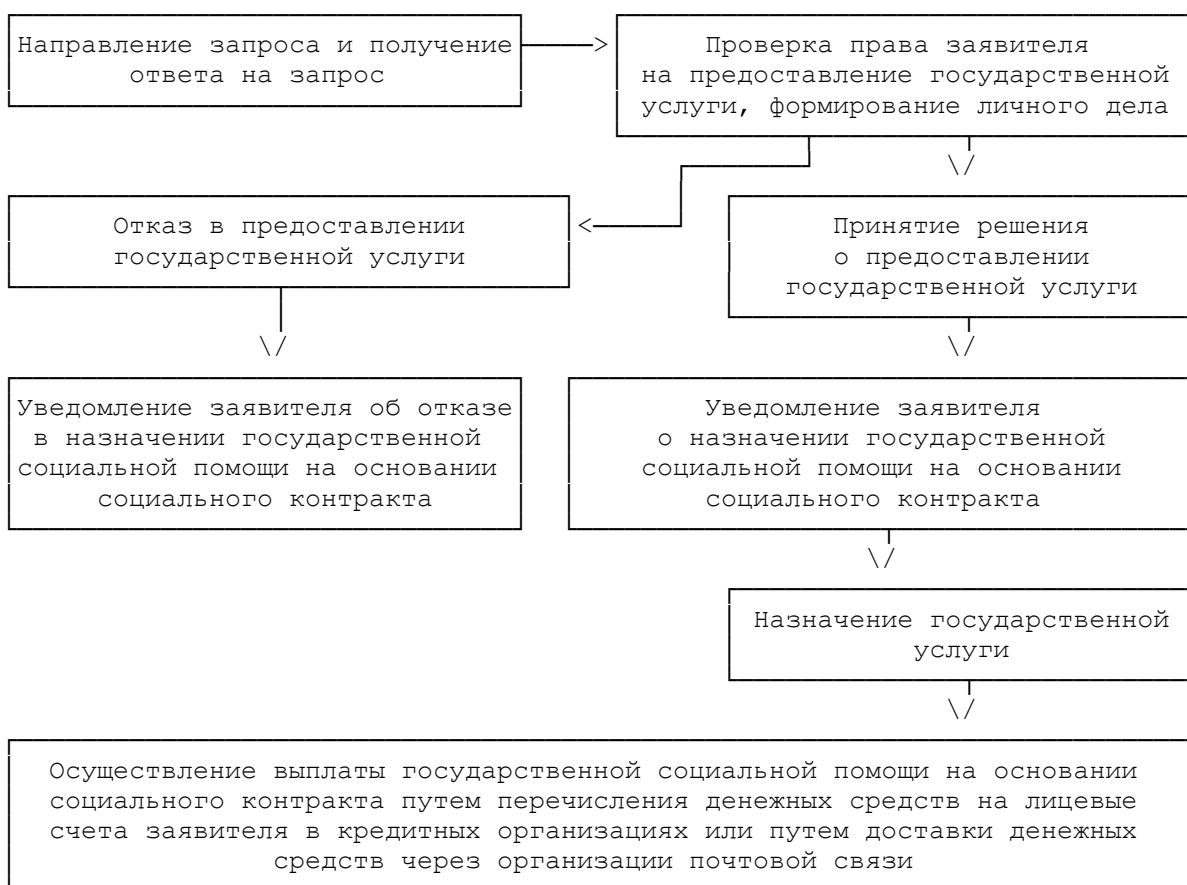 Направление запроса и получение
ответа на запрос
Проверка права заявителя
на предоставление государственной
услуги, формирование личного дела
Отказ в предоставлении
государственной услуги
Принятие решения
о предоставлении
государственной услуги
Уведомление заявителя об отказе
в назначении государственной
социальной помощи на основании
социального контракта
Уведомление заявителя
о назначении государственной
социальной помощи на основании
социального контракта
Назначение государственной
услуги
Осуществление выплаты государственной социальной помощи на основании
социального контракта путем перечисления денежных средств на лицевые
счета заявителя в кредитных организациях или путем доставки денежных
средств через организации почтовой связи